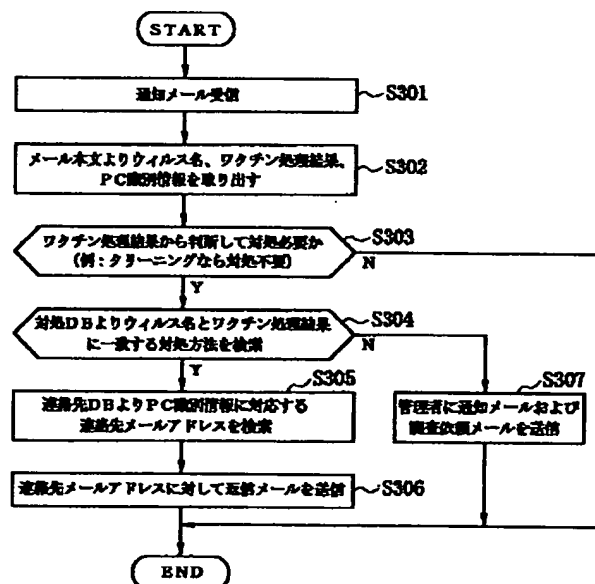 START
通知メール受信
S301
メール本文よりウィルス名、ワクチン処理結果、
PC識別情報を取り出す
S302
ワクチン処理結果から判断して対処必要か
(例:クリーニングなら対処不要)
S303
N
Y
対処DBよりウィルス名とワクチン処理結果
に一致する対処方法を検索
S304
N
Y
S305
連絡先DBよりPC識別情報に対応する
連絡先メールアドレスを検索
S307
管理者に通知メールおよび
調査依頼メールを送信
連絡先メールアドレスに対して返信メールを送信
S306
END